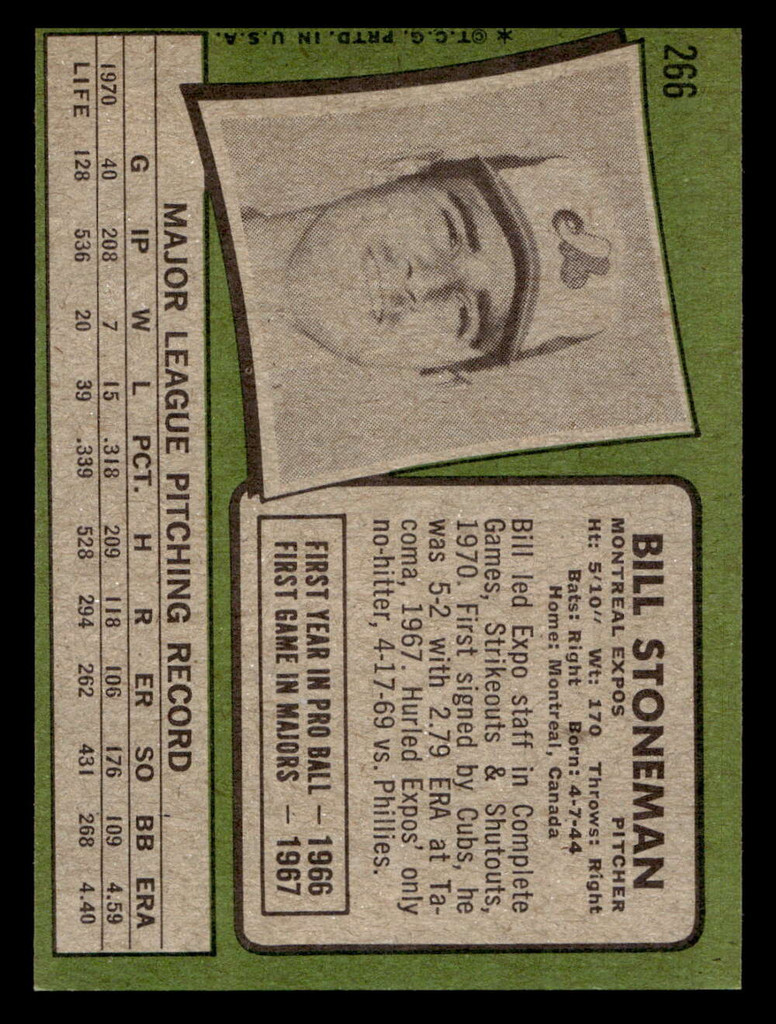 266
BILL STONEMAN
MONTREAL EXPOS PITCHER
Ht: 5'10" Wt: 170 Throws: Right
Bats: Right Born: 4-7-44
Home: Montreal, Canada
Bill led Expo staff in Complete
Games, Strikeouts & Shutouts,
1970. First signed by Cubs, he
was 5-2 with 2.79 ERA at Ta-
coma, 1967. Hurled Expos' only
no-hitter, 4-17-69 vs. Phillies.
FIRST YEAR IN PRO BALL — 1966
FIRST GAME IN MAJORS — 1967
MAJOR LEAGUE PITCHING RECORD
G IP W L PCT. H R ER SO BB ERA
1970 40 208 7 15 .318 209 118 106 176 109 4.59
LIFE 128 536 20 39 .339 528 294 262 431 268 4.40
*©T.C.G. PRTD. IN U.S.A.